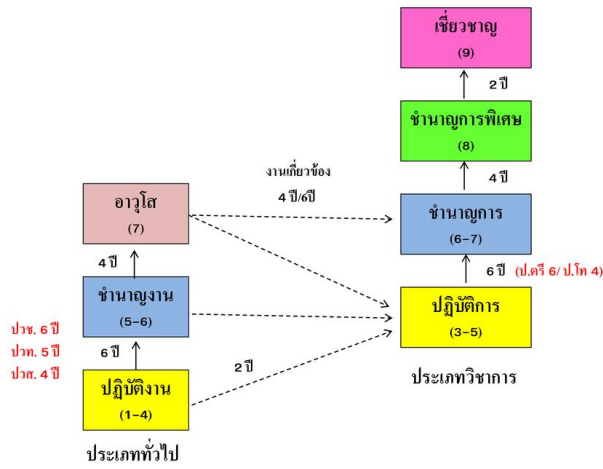 เชี่ยวชาญ
(9)
2 ปี
ชำนาญการพิเศษ
(8)
4 ปี
งานเกี่ยวข้อง
4 ปี/6ปี
อาวุโส
(7)
ชำนาญการ
(6-7)
4 ปี
6 ปี (ป.ตรี 6/ ป.โท 4)
ชำนาญงาน
(5-6)
ปฏิบัติการ
(3-5)
ปวช. 6 ปี
ปวท. 5 ปี
ปวส. 4 ปี
6 ปี
2 ปี
ประเภทวิชาการ
ปฏิบัติงาน
(1-4)
ประเภททั่วไป